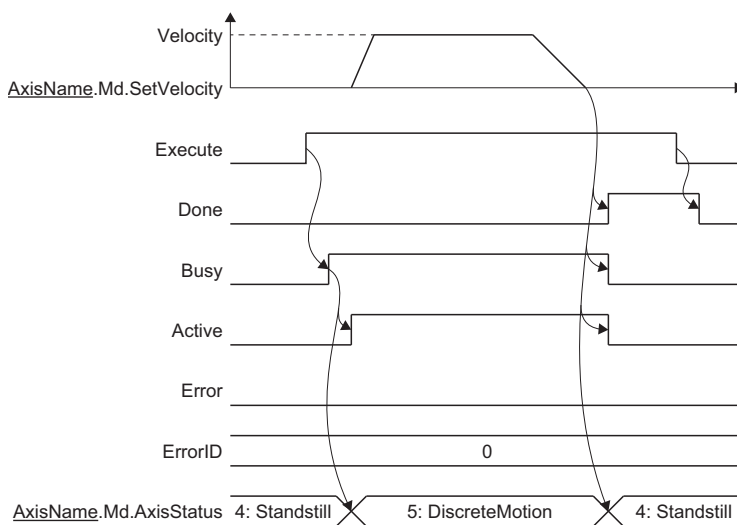 Velocity
AxisName.Md.SetVelocity
Execute
Done
Busy
Active
Error
ErrorID 0
AxisName.Md.AxisStatus 4: Standstill 5: DiscreteMotion 4: Standstill